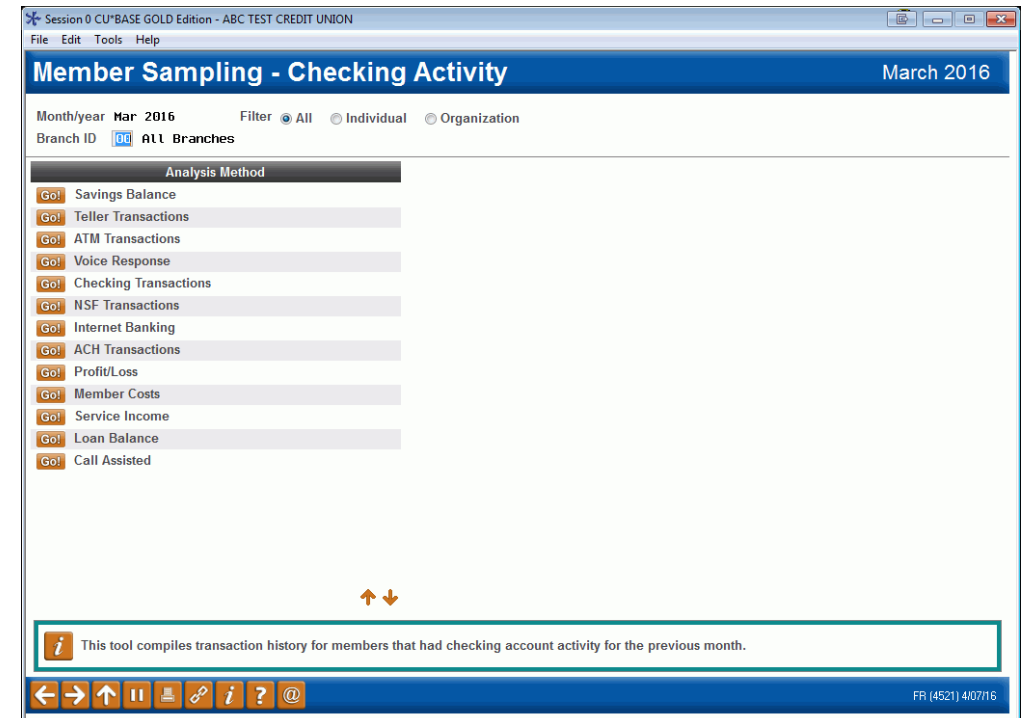 Session 0 CU*BASE GOLD Edition - ABC TEST CREDIT UNION
File Edit Tools Help
Member Sampling - Checking Activity March 2016
Month/year Mar 2016 Filter All Individual Organization
Branch ID 00 All Branches
Analysis Method
Go! Savings Balance
Go! Teller Transactions
Go! ATM Transactions
Go! Voice Response
Go! Checking Transactions
Go! NSF Transactions
Go! Internet Banking
Go! ACH Transactions
Go! Profit/Loss
Go! Member Costs
Go! Service Income
Go! Loan Balance
Go! Call Assisted
i This tool compiles transaction history for members that had checking account activity for the previous month.
i ? @ FR (4521) 4/07/16